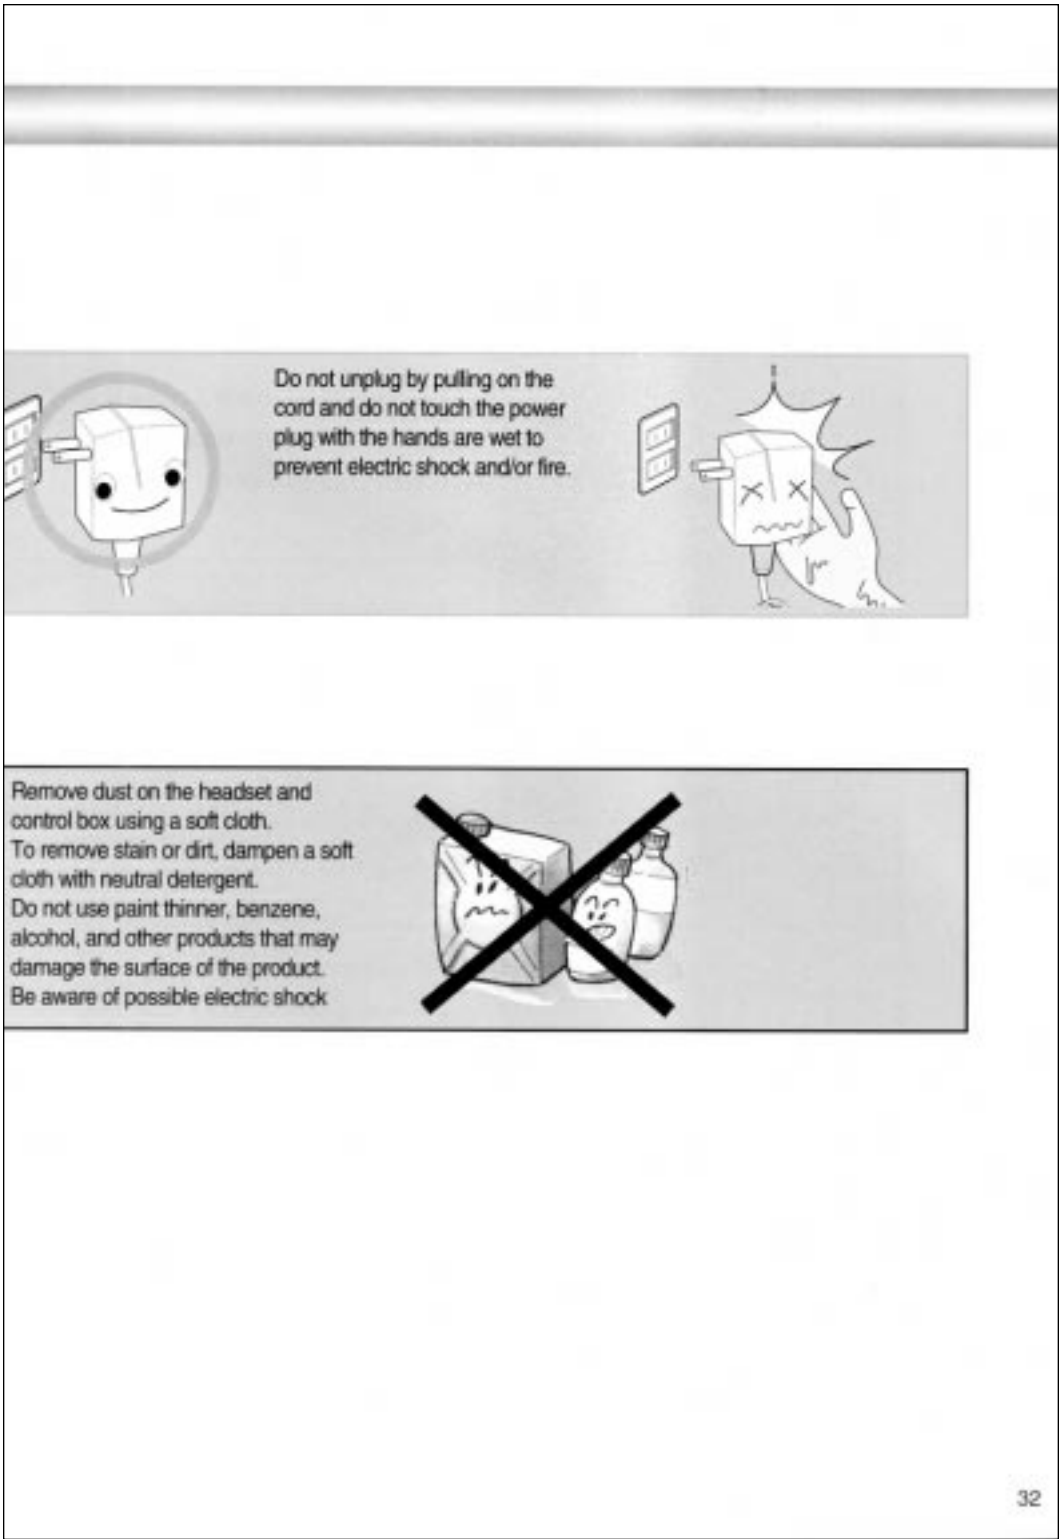 Do not unplug by pulling on the
cord and do not touch the power
plug with the hands are wet to
prevent electric shock and/or fire.
Remove dust on the headset and
control box using a soft cloth.
To remove stain or dirt, dampen a soft
cloth with neutral detergent.
Do not use paint thinner, benzene,
alcohol, and other products that may
damage the surface of the product.
Be aware of possible electric shock
32